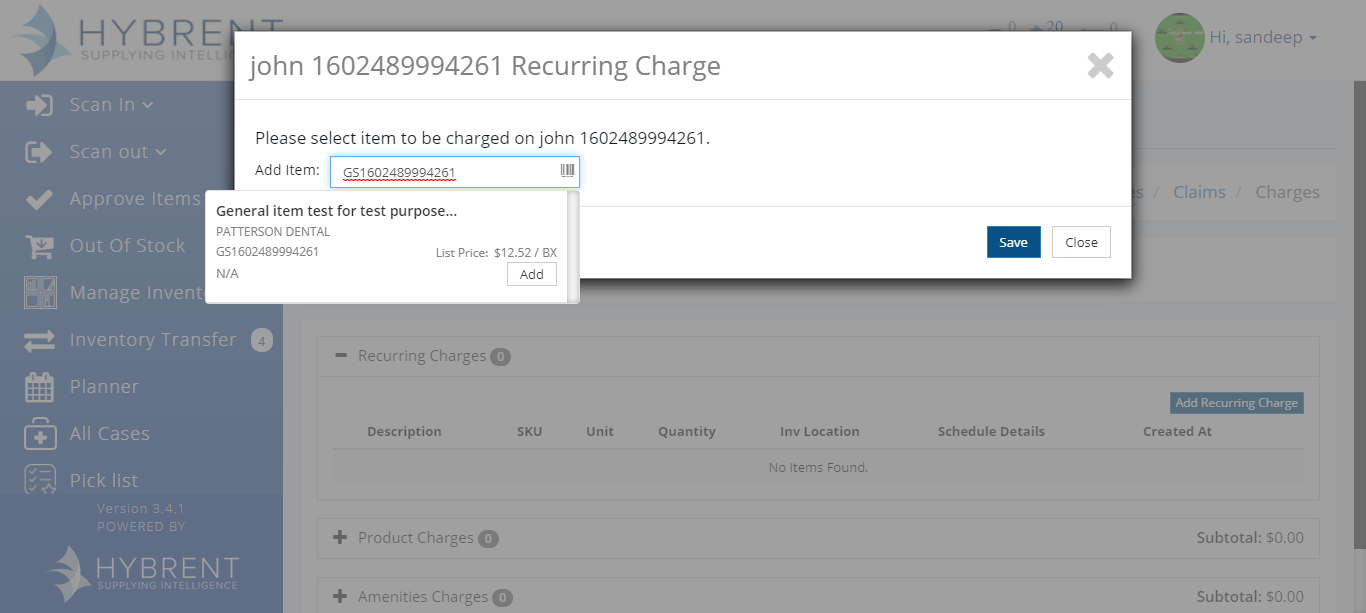 HYBRENT
SUPPLYING INTELLIG
0 20 0
Hi, sandeep
john 1602489994261 Recurring Charge
Please select item to be charged on john 1602489994261.
Add Item: GS1602489994261
General item test for test purpose...
PATTERSON DENTAL
GS1602489994261 List Price: $12.52 / BX
N/A Add
Save Close
Scan In
Scan out
Approve Items
Out Of Stock
Manage Invent
Inventory Transfer 4
Planner
All Cases
Pick list
Version 3.4.1
POWERED BY
HYBRENT
SUPPLYING INTELLIGENCE
es / Claims / Charges
Recurring Charges 0
Add Recurring Charge
Description SKU Unit Quantity Inv Location Schedule Details Created At
No Items Found.
Product Charges 0 Subtotal: $0.00
Amenities Charges 0 Subtotal: $0.00